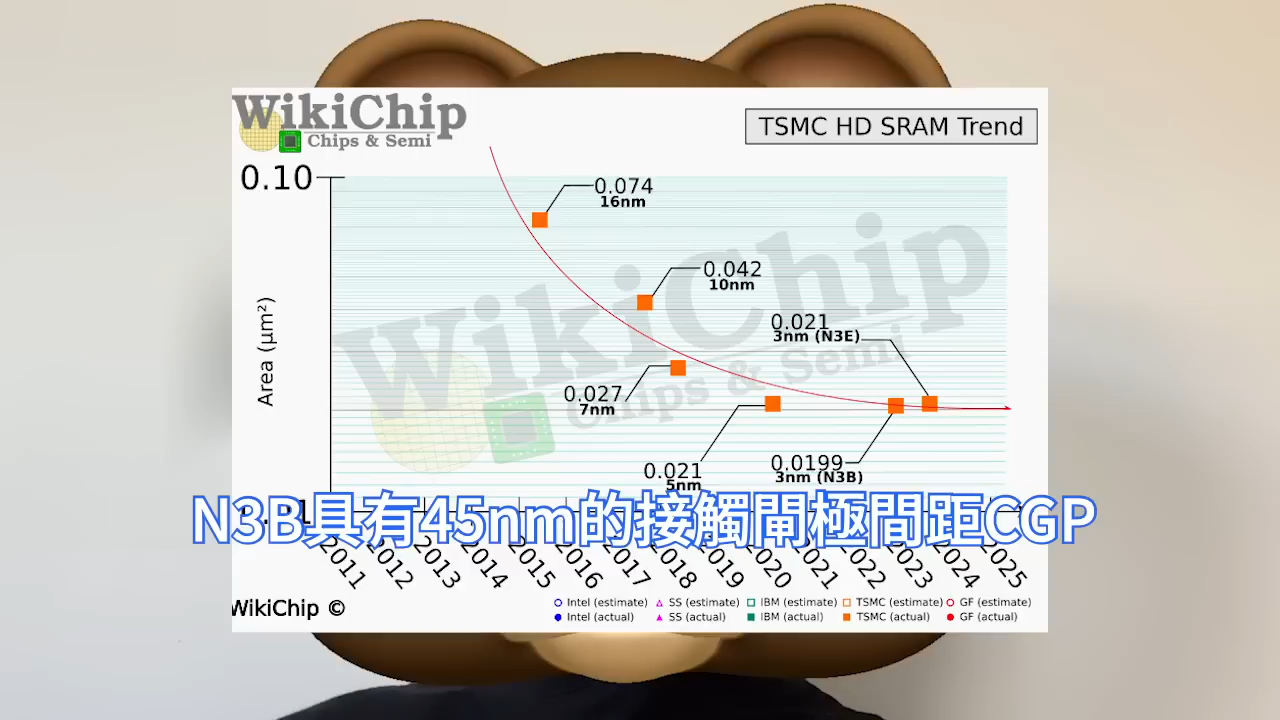 WikiChip
Chips & Semi
TSMC HD SRAM Trend
0.10
0.074
16nm
0.042
10nm
0.021
3nm (N3E)
0.027
7nm
0.021
5nm
0.0199
3nm (N3B)
Area (µm²)
WikiChip
Chips & Semi
N3B具有45nm的接觸閘極間距CGP
2011
2012
2013
2014
2015
2016
2017
2018
2019
2020
2021
2022
2023
2024
2025
WikiChip ©
Intel (estimate) SS (estimate) IBM (estimate) TSMC (estimate) GF (estimate)
Intel (actual) SS (actual) IBM (actual) TSMC (actual) GF (actual)